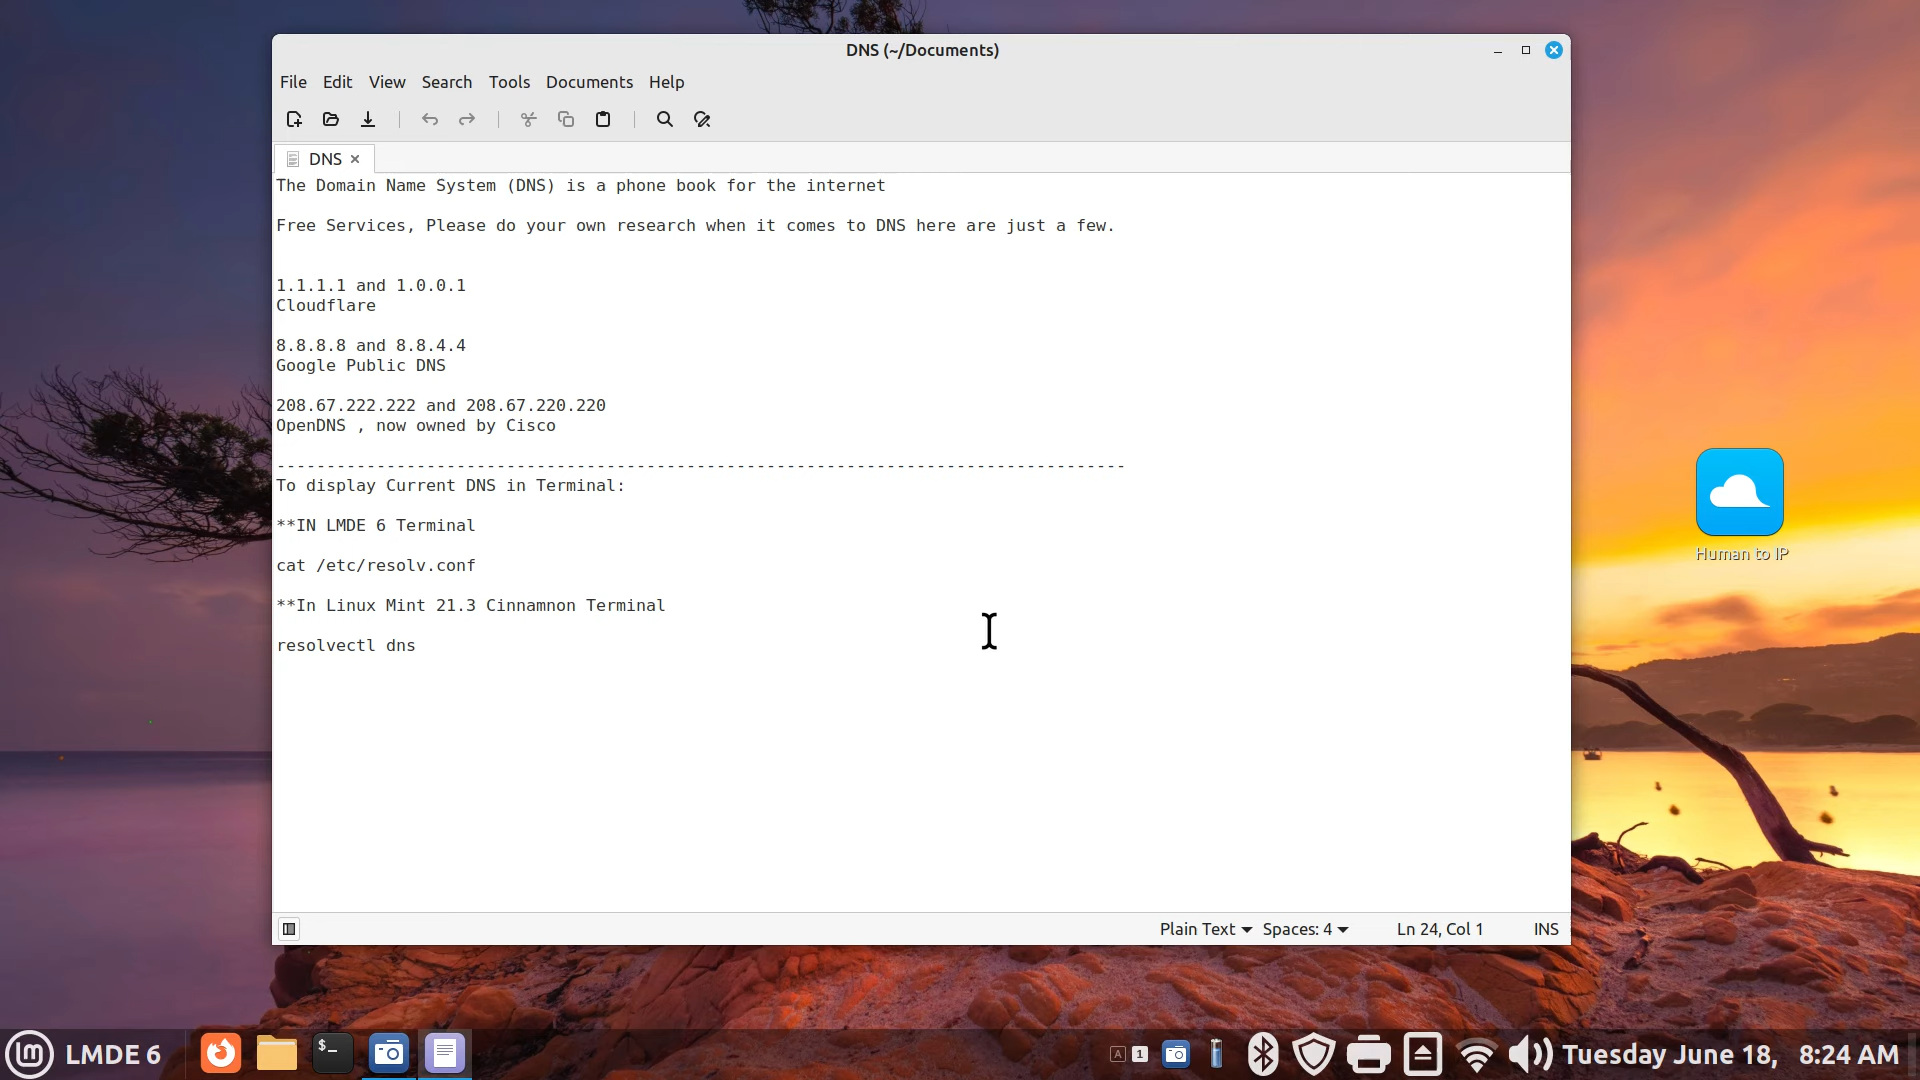 DNS (~/Documents)
File Edit View Search Tools Documents Help
DNS
The Domain Name System (DNS) is a phone book for the internet
Free Services, Please do your own research when it comes to DNS here are just a few.
1.1.1.1 and 1.0.0.1
Cloudflare
8.8.8.8 and 8.8.4.4
Google Public DNS
208.67.222.222 and 208.67.220.220
OpenDNS , now owned by Cisco
-------------------------------------------------------------------------------------
To display Current DNS in Terminal:
**IN LMDE 6 Terminal
cat /etc/resolv.conf
**In Linux Mint 21.3 Cinnamnon Terminal
resolvectl dns
Human to IP
Plain Text Spaces: 4 Ln 24, Col 1 INS
LMDE 6 $_ A 1 Tuesday June 18, 8:24 AM